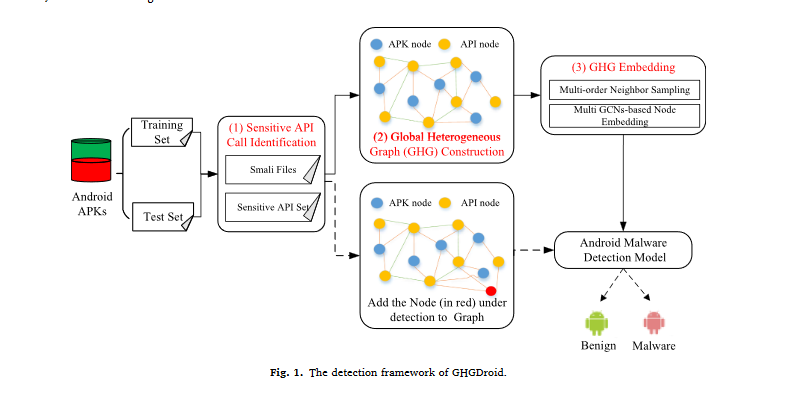 Training
Set
Android
APKs
Test Set
(1) Sensitive API
Call Identification
Smali Files
Sensitive API Set
APK node
API node
(2) Global Heterogeneous
Graph (GHG) Construction
APK node
API node
Add the Node (in red) under
detection to Graph
(3) GHG Embedding
Multi-order Neighbor Sampling
Multi GCNs-based Node
Embedding
Android Malware
Detection Model
Benign
Malware
Fig. 1. The detection framework of GHGDroid.